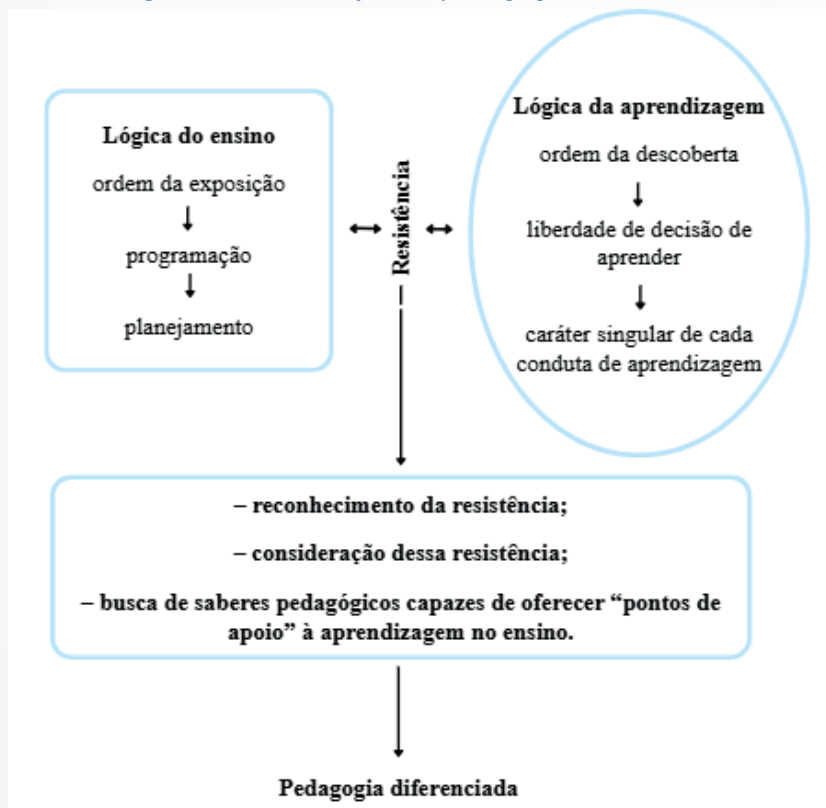 Lógica do ensino
ordem da exposição
programação
planejamento
Resistência
Lógica da aprendizagem
ordem da descoberta
liberdade de decisão de
aprender
caráter singular de cada
conduta de aprendizagem
– reconhecimento da resistência;
– consideração dessa resistência;
– busca de saberes pedagógicos capazes de oferecer “pontos de
apoio” à aprendizagem no ensino.
Pedagogia diferenciada